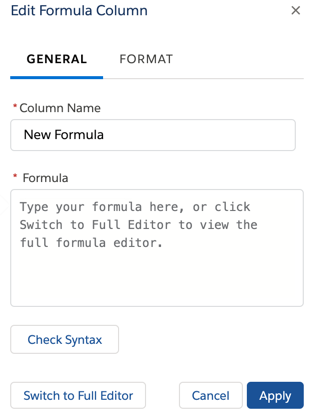 Edit Formula Column ×
GENERAL FORMAT
* Column Name
New Formula
* Formula
Type your formula here, or click
Switch to Full Editor to view the
full formula editor.
Check Syntax
Switch to Full Editor Cancel Apply